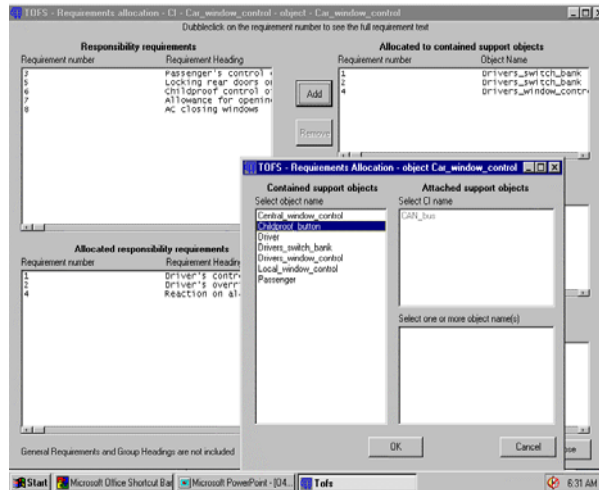 TOFS - Requirements allocation - CI - Car_window_control - object - Car_window_control
Dubbleclick on the requirement number to see the full requirement text
Responsibility requirements
Requirement number Requirement Heading
3 Passenger's control
5 Locking rear doors
6 Childproof control
7 Allowance for openin
8 AC closing windows
Add
Remove
Allocated to contained support objects
Requirement number Object Name
1 Drivers_switch_bank
2 Drivers_switch_bank
4 Drivers_window_contr
TOFS - Requirements Allocation - object Car_window_control
Contained support objects
Select object name
Central_window_control
Childproof_button
Driver
Drivers_switch_bank
Drivers_window_control
Local_window_control
Passenger
Attached support objects
Select CI name
CAN_bus
Select one or more object name(s)
OK
Cancel
Allocated responsibility requirements
Requirement number Requirement Heading
1 Driver's contr
2 Driver's overr
4 Reaction on al
General Requirements and Group Headings are not included
Start
Microsoft Office Shortcut Bar
Microsoft PowerPoint - [04...
Tofs
6:31 AM